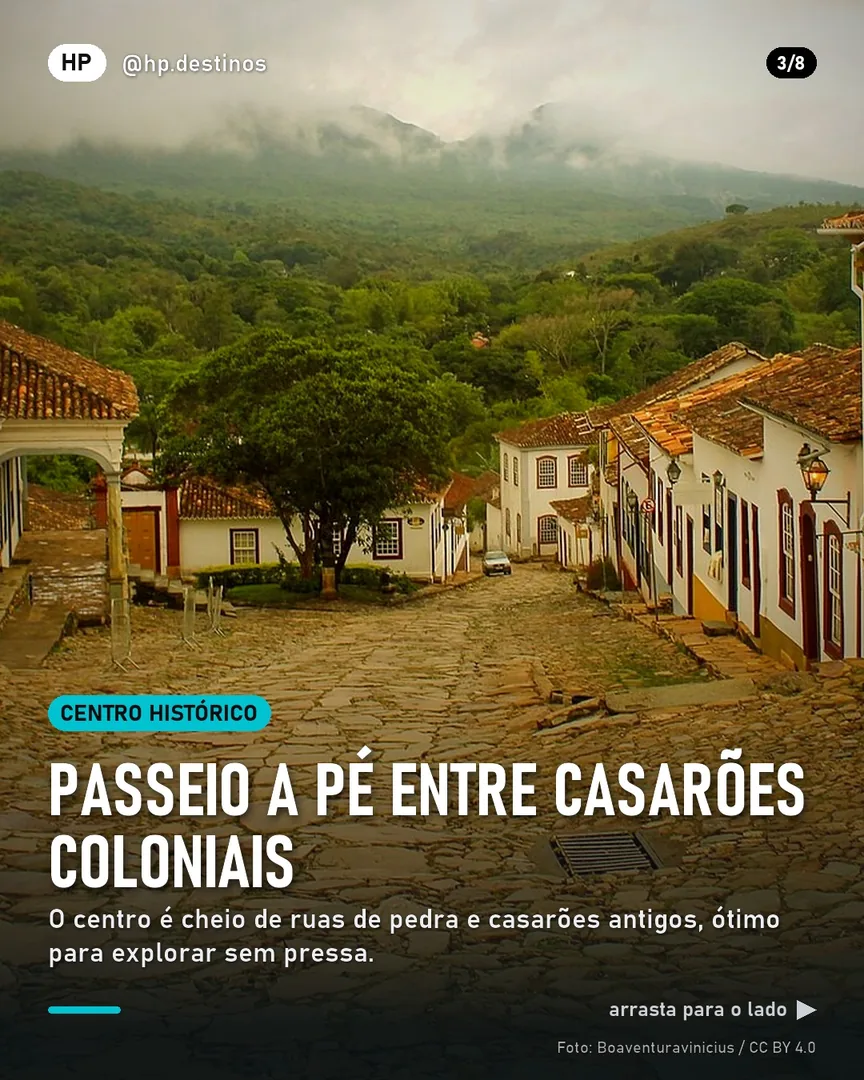 HP @hp.destinos 3/8
CENTRO HISTÓRICO
PASSEIO A PÉ ENTRE CASARÕES
COLONIAIS
O centro é cheio de ruas de pedra e casarões antigos, ótimo
para explorar sem pressa.
arrasta para o lado ▶
Foto: Boaventuravinicius / CC BY 4.0